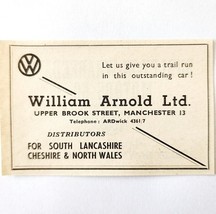 Let us give you a trail run
in this outstanding car!
William Arnold Ltd.
UPPER BROOK STREET, MANCHESTER 13
Telephone: ARDwick 4361/7
DISTRIBUTORS
FOR SOUTH LANCASHIRE
CHESHIRE & NORTH WALES